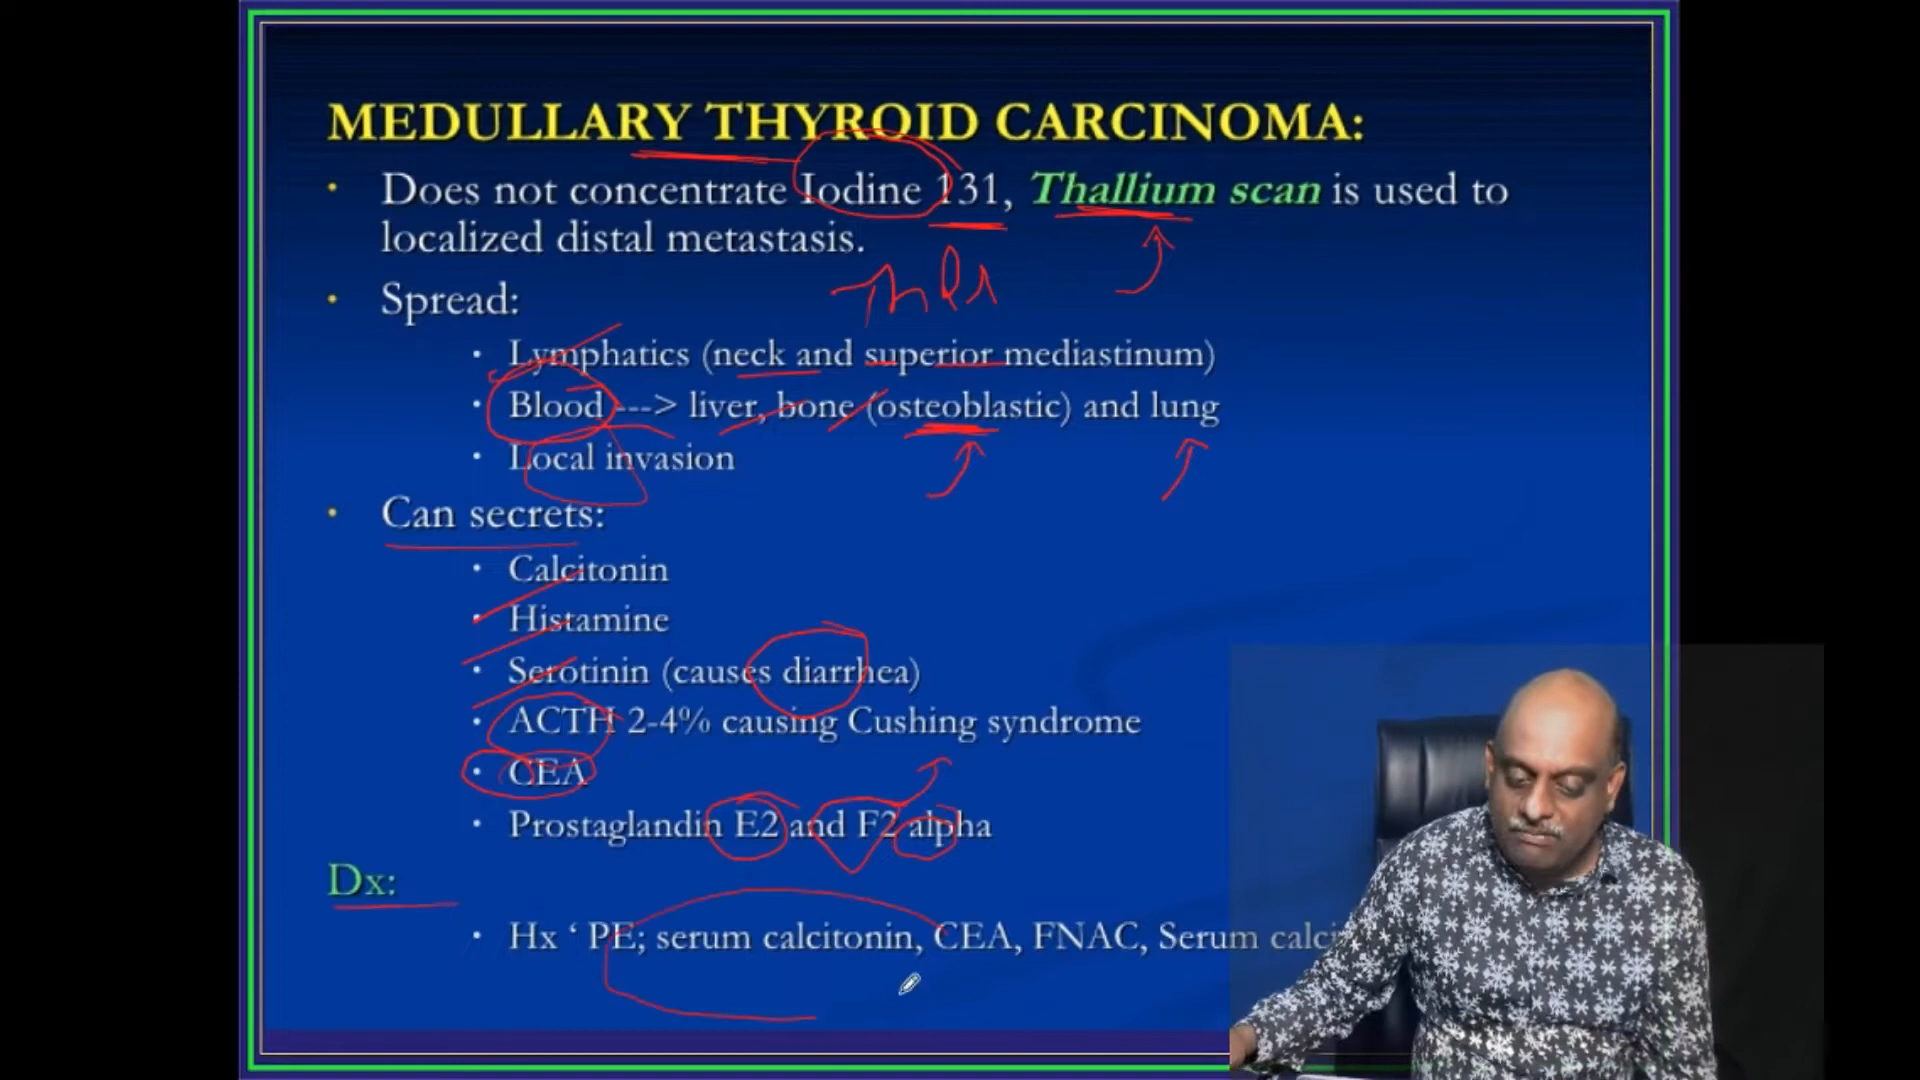 MEDULLARY THYROID CARCINOMA:
• Does not concentrate Iodine 131, Thallium scan is used to
localized distal metastasis.
• Spread:
• Lymphatics (neck and superior mediastinum)
• Blood ---> liver, bone (osteoblastic) and lung
• Local invasion
• Can secrets:
• Calcitonin
• Histamine
• Serotinin (causes diarrhea)
• ACTH 2-4% causing Cushing syndrome
• CEA
• Prostaglandin E2 and F2 alpha
Dx:
• Hx ‘ PE; serum calcitonin, CEA, FNAC, Serum calci